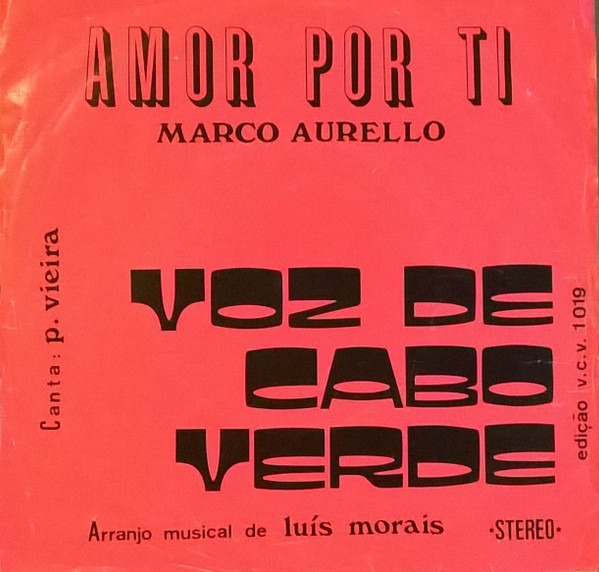 AMOR POR TI
MARCO AURELLO
Canta: p. vieira
VOZ DE
CABO
VERDE
edição v.c.v. 1019
Arranjo musical de luís morais
·STEREO·